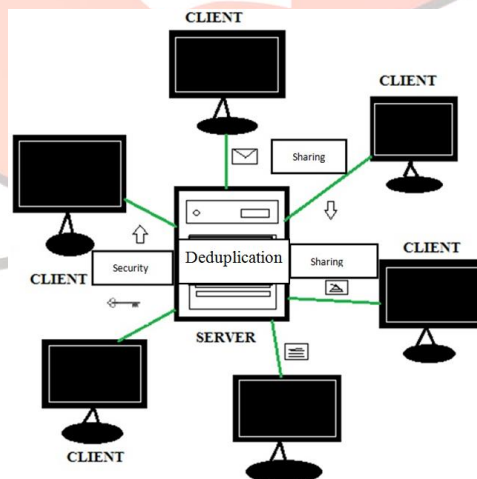 CLIENT
CLIENT
Sharing
CLIENT
Deduplication
Security
Sharing
CLIENT
SERVER
CLIENT